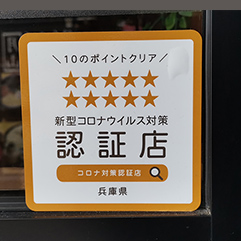 ＼10のポイントクリア／
★★★★★
★★★★★
新型コロナウイルス対策
認証店
コロナ対策認証店
兵庫県